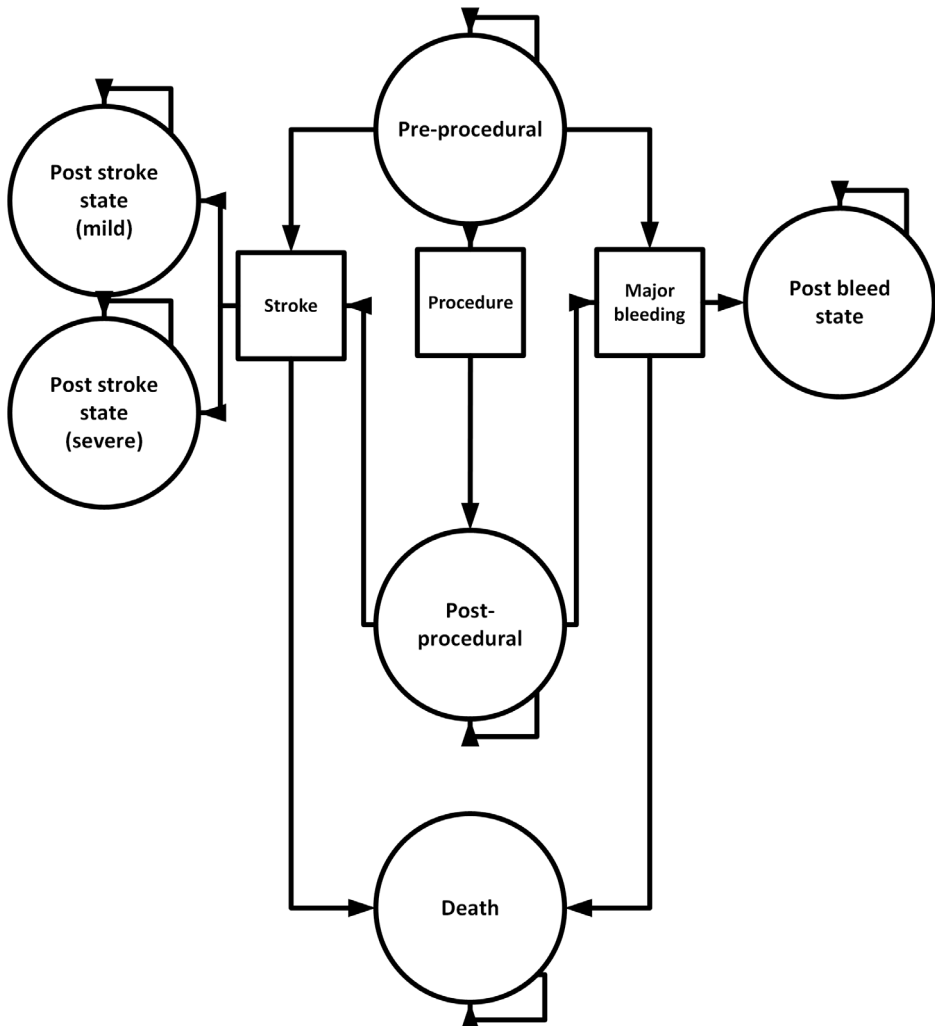 Pre-procedural
Post stroke
state
(mild)
Stroke
Procedure
Major
bleeding
Post bleed
state
Post stroke
state
(severe)
Post-
procedural
Death